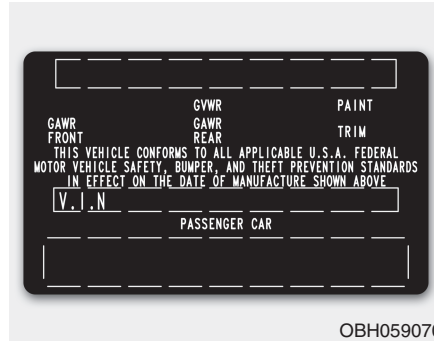 GVWR PAINT
GAWR FRONT GAWR REAR TRIM
THIS VEHICLE CONFORMS TO ALL APPLICABLE U.S.A. FEDERAL
MOTOR VEHICLE SAFETY, BUMPER, AND THEFT PREVENTION STANDARDS
IN EFFECT ON THE DATE OF MANUFACTURE SHOWN ABOVE
V.I.N
PASSENGER CAR
OBH059070